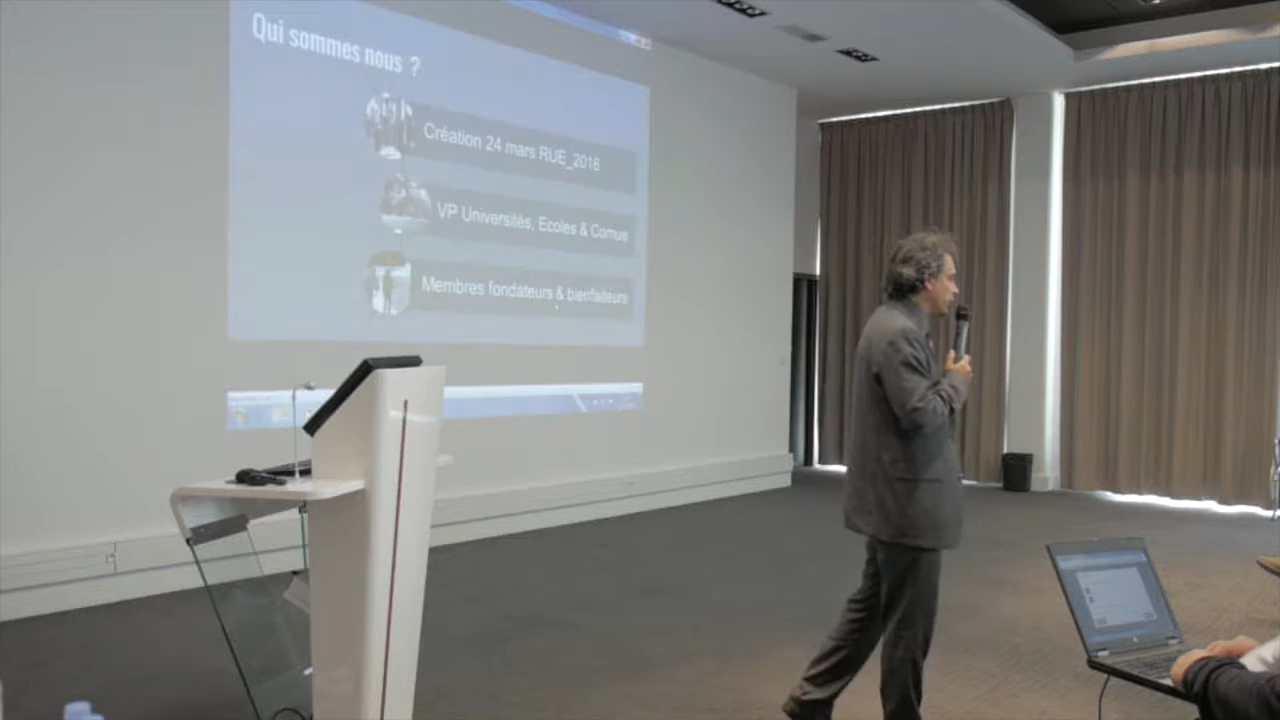 Qui sommes nous ?
Création 24 mars RUE_2016
VP Universités, Ecoles & Comue
Membres fondateurs & bienfaiteurs